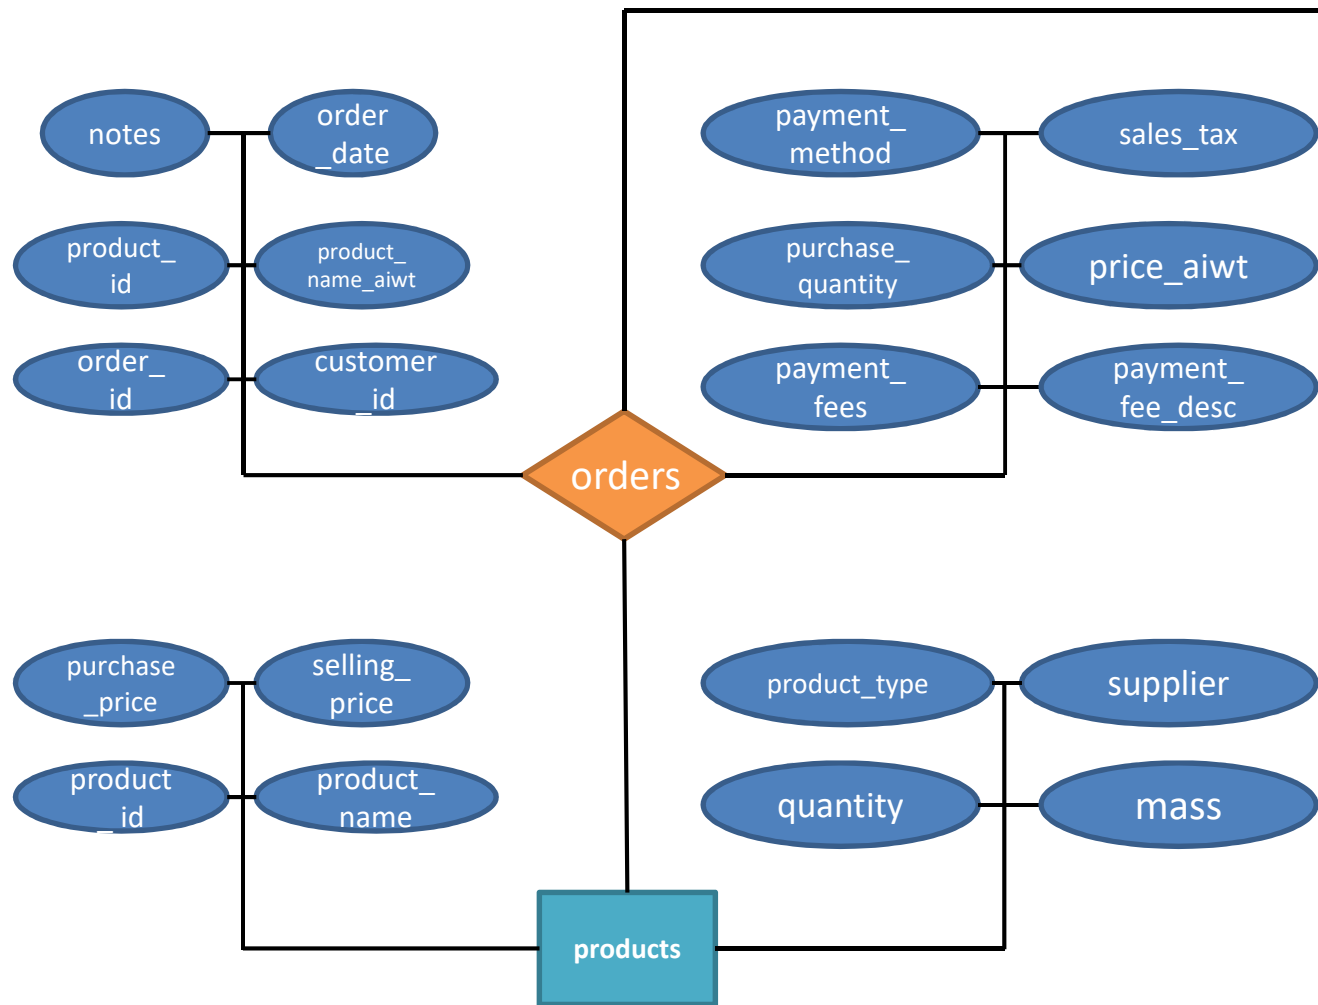 notes
order
_date
payment_
method
sales_tax
product_
id
product_
name_aiwt
purchase_
quantity
price_aiwt
order_
id
customer
_id
payment_
fees
payment_
fee_desc
orders
purchase
_price
selling_
price
product_type
supplier
product
_id
product_
name
quantity
mass
products